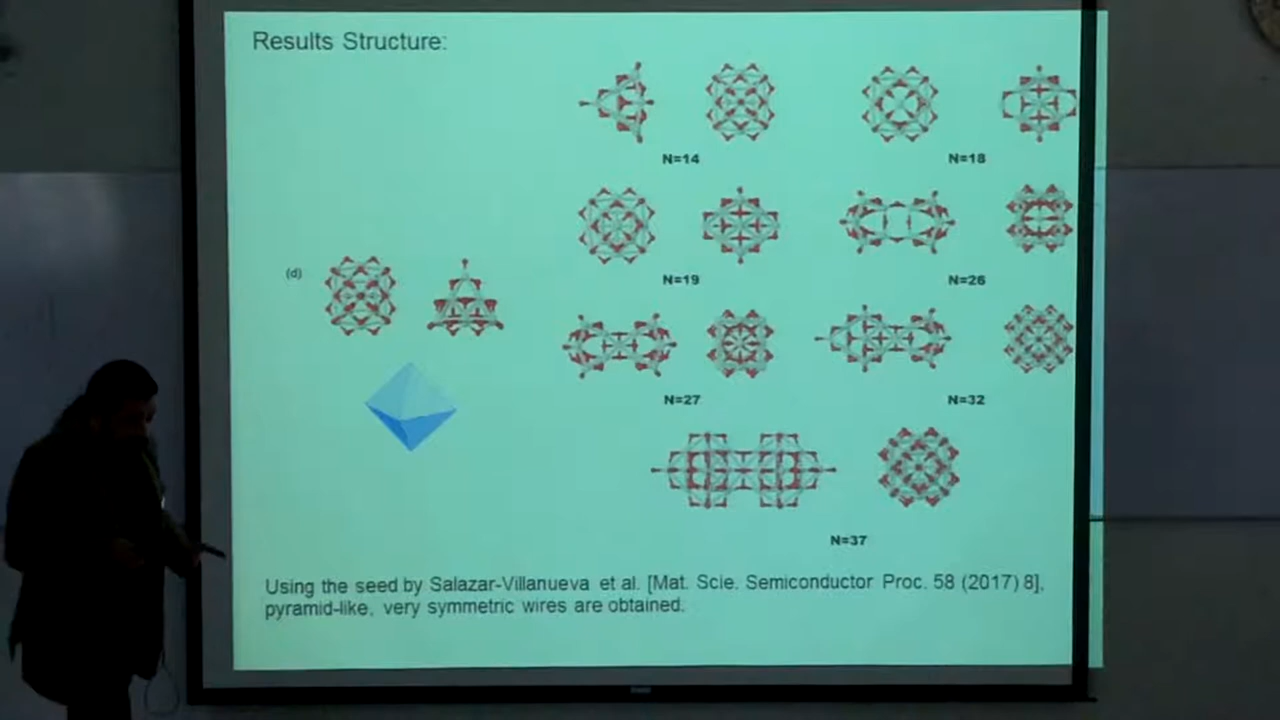 Results Structure:
N=14
N=18
N=19
N=26
(d)
N=27
N=32
N=37
Using the seed by Salazar-Villanueva et al. [Mat. Scie. Semiconductor Proc. 58 (2017) 8],
pyramid-like, very symmetric wires are obtained.